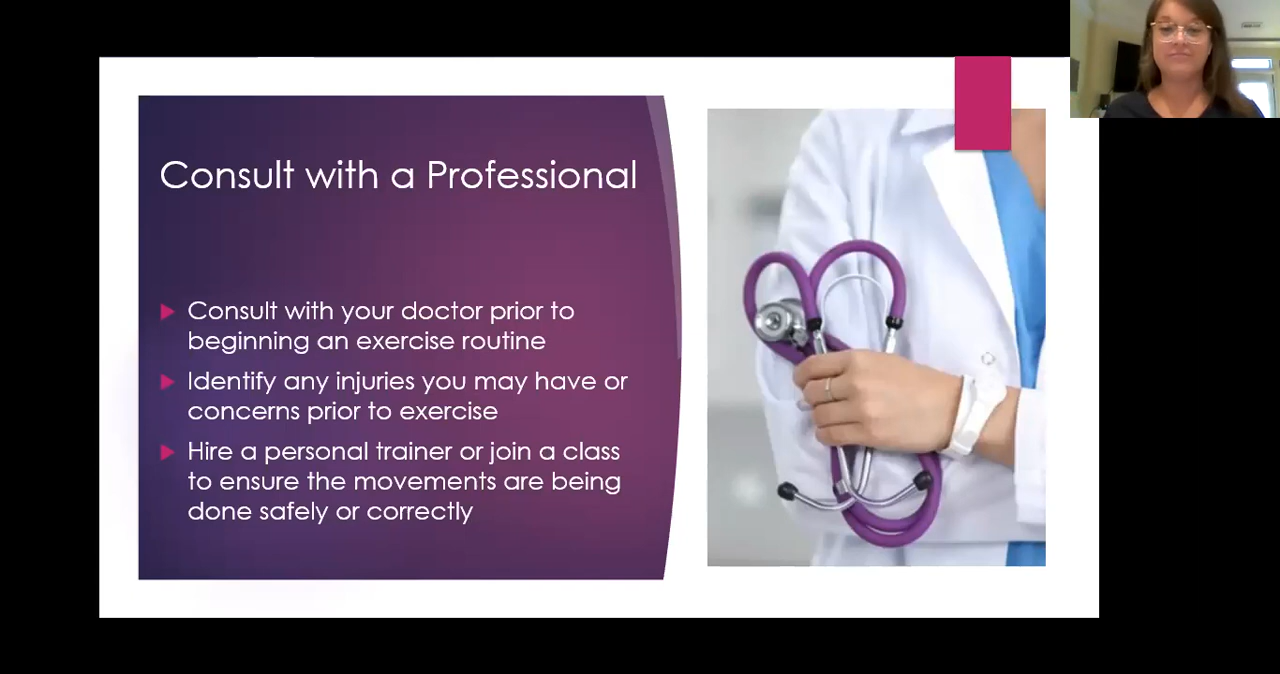 Consult with a Professional
Consult with your doctor prior to
beginning an exercise routine
Identify any injuries you may have or
concerns prior to exercise
Hire a personal trainer or join a class
to ensure the movements are being
done safely or correctly